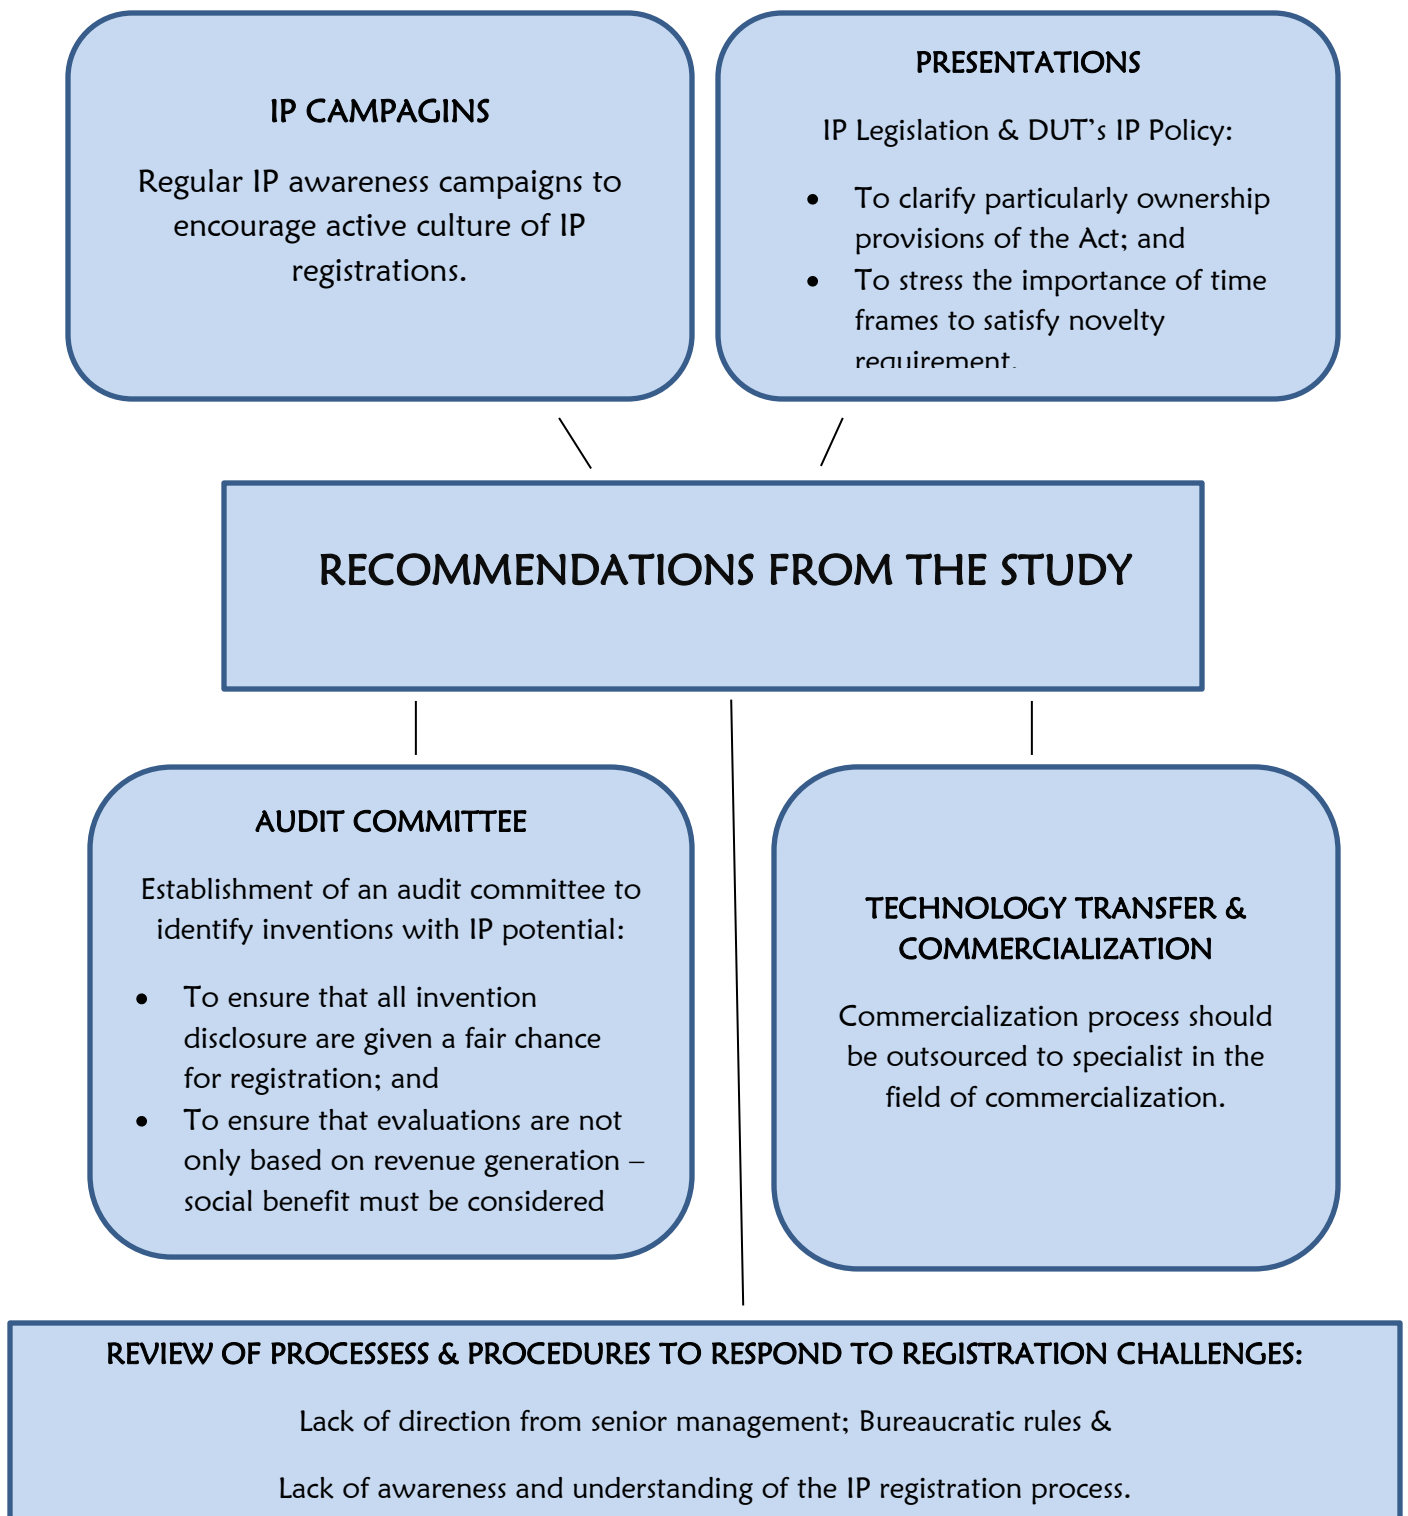 IP CAMPAGINS
Regular IP awareness campaigns to
encourage active culture of IP
registrations.
PRESENTATIONS
IP Legislation & DUT’s IP Policy:
• To clarify particularly ownership
provisions of the Act; and
• To stress the importance of time
frames to satisfy novelty
requirement.
RECOMMENDATIONS FROM THE STUDY
AUDIT COMMITTEE
Establishment of an audit committee to
identify inventions with IP potential:
• To ensure that all invention
disclosure are given a fair chance
for registration; and
• To ensure that evaluations are not
only based on revenue generation –
social benefit must be considered
TECHNOLOGY TRANSFER &
COMMERCIALIZATION
Commercialization process should
be outsourced to specialist in the
field of commercialization.
REVIEW OF PROCESSESS & PROCEDURES TO RESPOND TO REGISTRATION CHALLENGES:
Lack of direction from senior management; Bureaucratic rules &
Lack of awareness and understanding of the IP registration process.